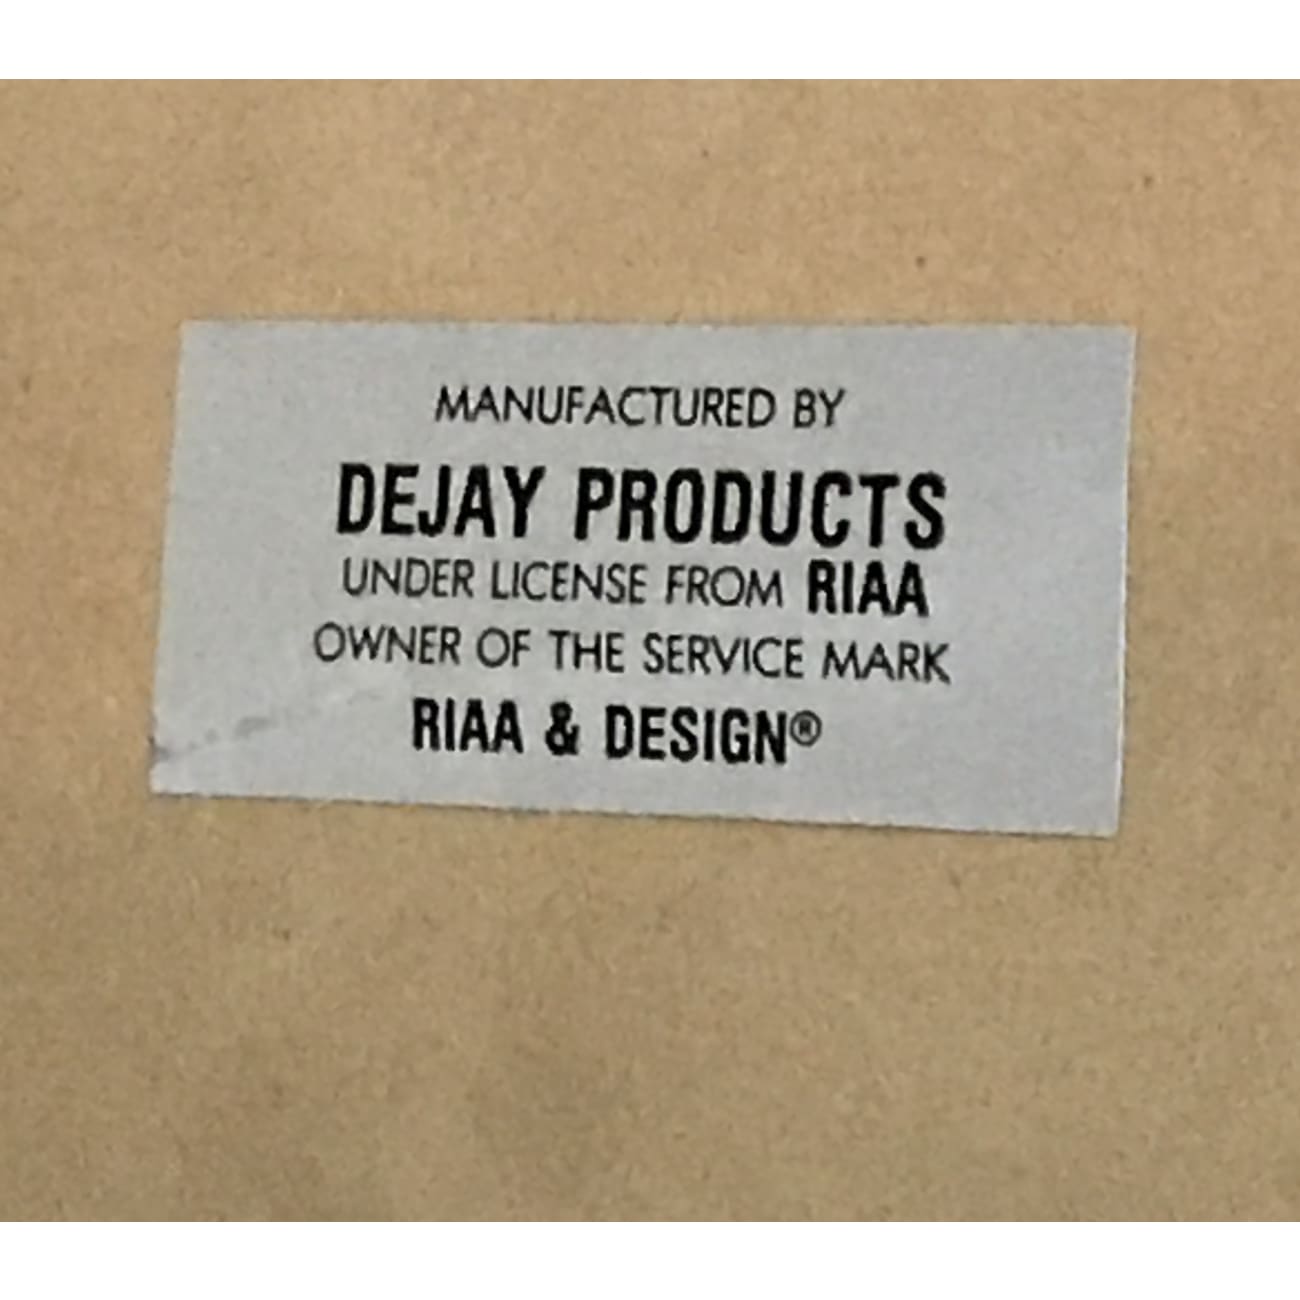 MANUFACTURED BY
DEJAY PRODUCTS
UNDER LICENSE FROM RIAA
OWNER OF THE SERVICE MARK
RIAA & DESIGN®